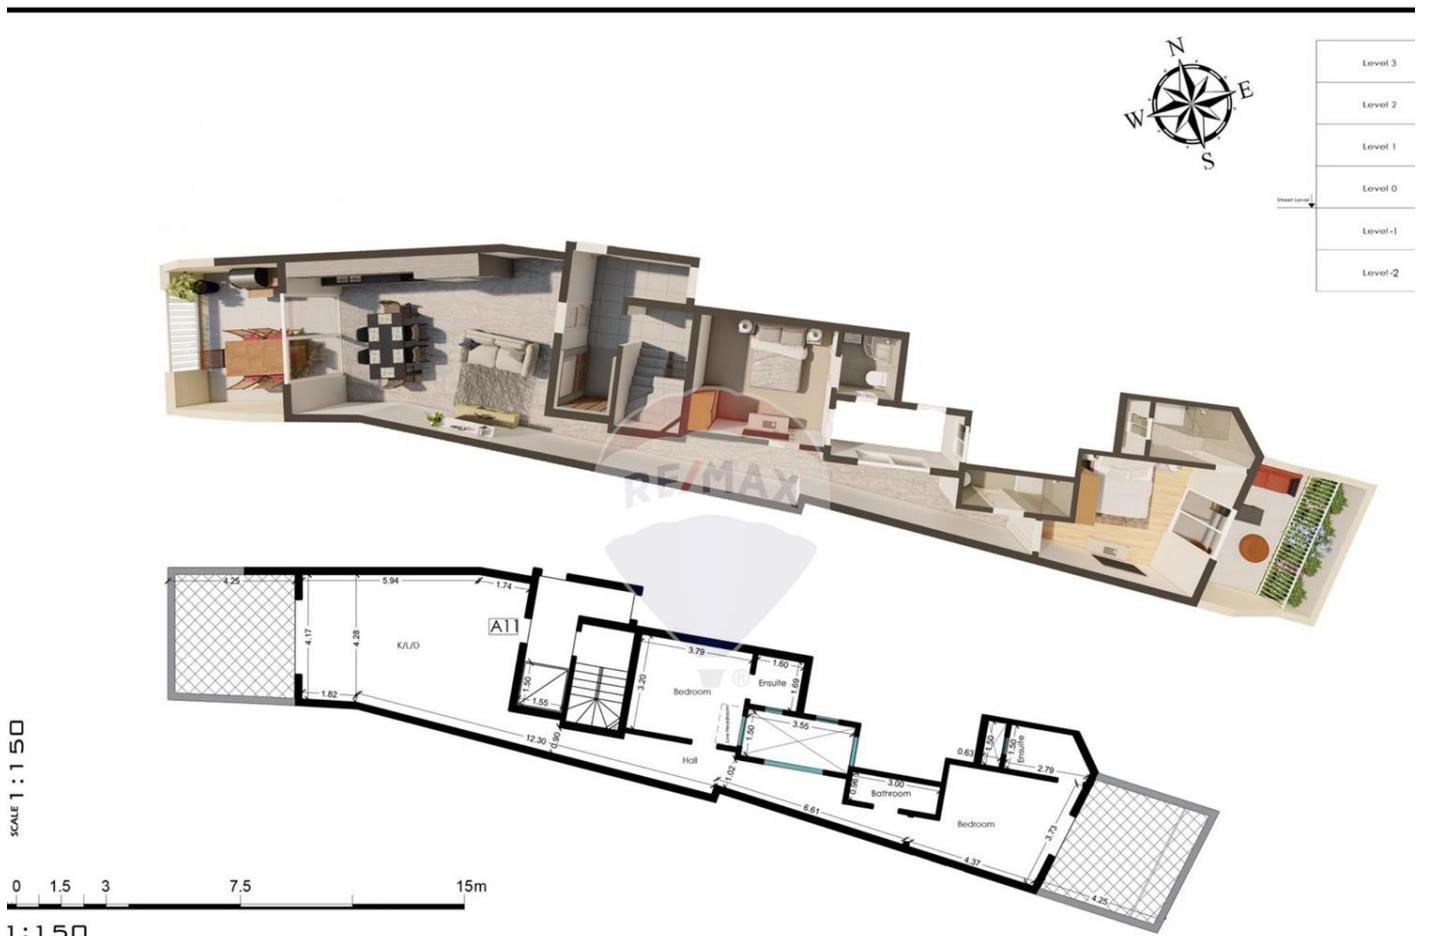 N
E
W
S
Level 3
Level 2
Level 1
Level 0
Street Level
Level-1
Level-2
RE/MAX
®
4.25
5.94
1.74
4.17
4.28
K/L/D
A11
1.82
1.50
1.55
0.90
12.30
3.79
3.20
Bedroom
1.60
Ensuite
1.69
Low Headroom
1.50
3.55
Hall
1.02
0.96
3.00
Bathroom
6.61
0.63
1.50
1.50
Ensuite
2.79
Bedroom
3.73
4.37
4.25
SCALE 1:150
0 1.5 3 7.5 15m
1:150